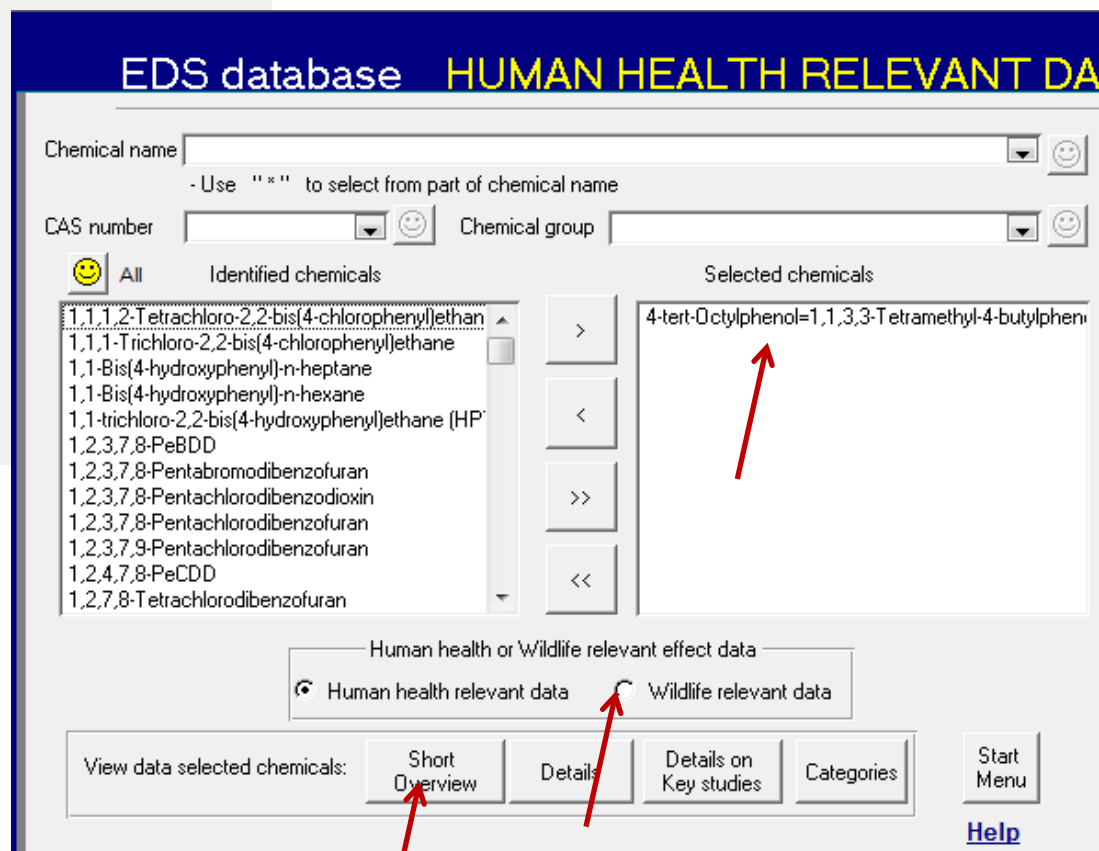 EDS database HUMAN HEALTH RELEVANT DA
Chemical name
- Use "*" to select from part of chemical name
CAS number
Chemical group
All
Identified chemicals
Selected chemicals
1,1,1,2-Tetrachloro-2,2-bis(4-chlorophenyl)ethan
1,1,1-Trichloro-2,2-bis(4-chlorophenyl)ethane
1,1-Bis(4-hydroxyphenyl)-n-heptane
1,1-Bis(4-hydroxyphenyl)-n-hexane
1,1-trichloro-2,2-bis(4-hydroxyphenyl)ethane (HP
1,2,3,7,8-PeBDD
1,2,3,7,8-Pentabromodibenzofuran
1,2,3,7,8-Pentachlorodibenzodioxin
1,2,3,7,8-Pentachlorodibenzofuran
1,2,3,7,9-Pentachlorodibenzofuran
1,2,4,7,8-PeCDD
1,2,7,8-Tetrachlorodibenzofuran
>
<
>>
<<
4-tert-Octylphenol=1,1,3,3-Tetramethyl-4-butylphen
Human health or Wildlife relevant effect data
Human health relevant data
Wildlife relevant data
View data selected chemicals:
Short
Overview
Details
Details on
Key studies
Categories
Start
Menu
Help